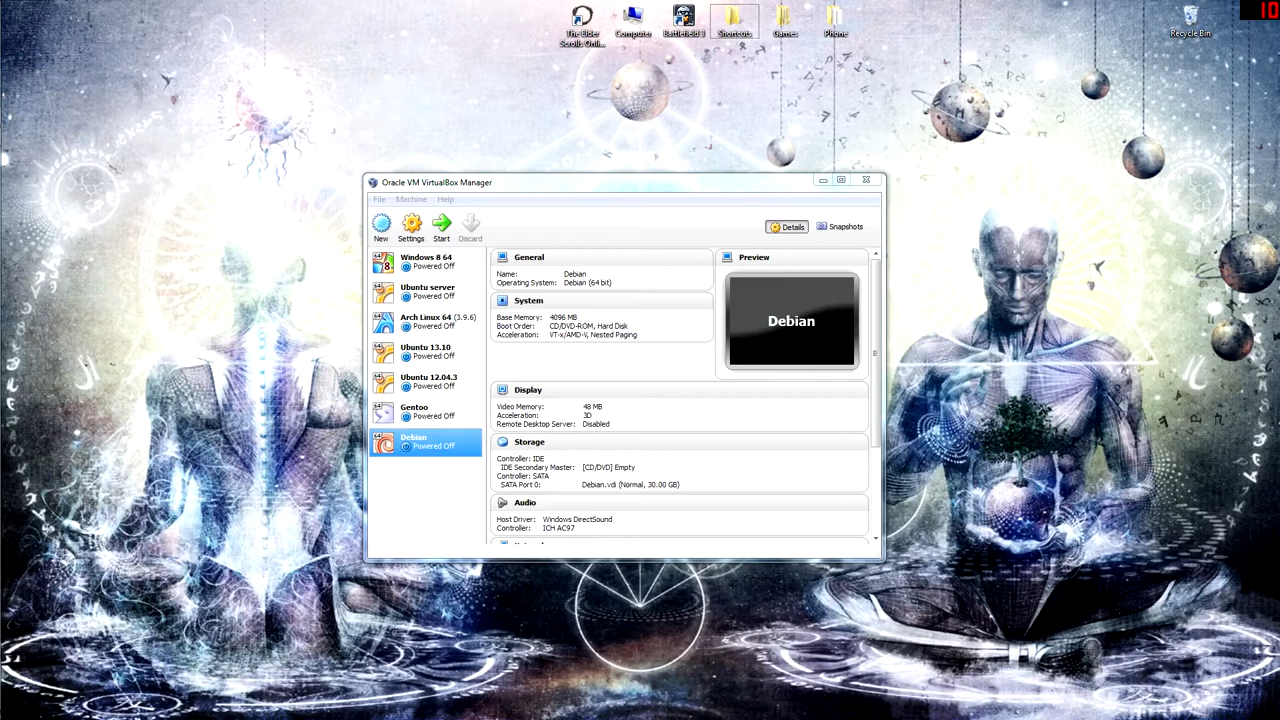 The Elder
Scrolls Onli...
Computer
Battlefield 3
Shortcuts
Games
Phone
Recycle Bin
10
Oracle VM VirtualBox Manager
File Machine Help
New Settings Start Discard
Details Snapshots
Windows 8 64
Powered Off
Ubuntu server
Powered Off
Arch Linux 64 (3.9.6)
Powered Off
Ubuntu 13.10
Powered Off
Ubuntu 12.04.3
Powered Off
Gentoo
Powered Off
Debian
Powered Off
General
Name: Debian
Operating System: Debian (64 bit)
System
Base Memory: 4096 MB
Boot Order: CD/DVD-ROM, Hard Disk
Acceleration: VT-x/AMD-V, Nested Paging
Preview
Debian
Display
Video Memory: 48 MB
Acceleration: 3D
Remote Desktop Server: Disabled
Storage
Controller: IDE
IDE Secondary Master: [CD/DVD] Empty
Controller: SATA
SATA Port 0: Debian.vdi (Normal, 30.00 GB)
Audio
Host Driver: Windows DirectSound
Controller: ICH AC97